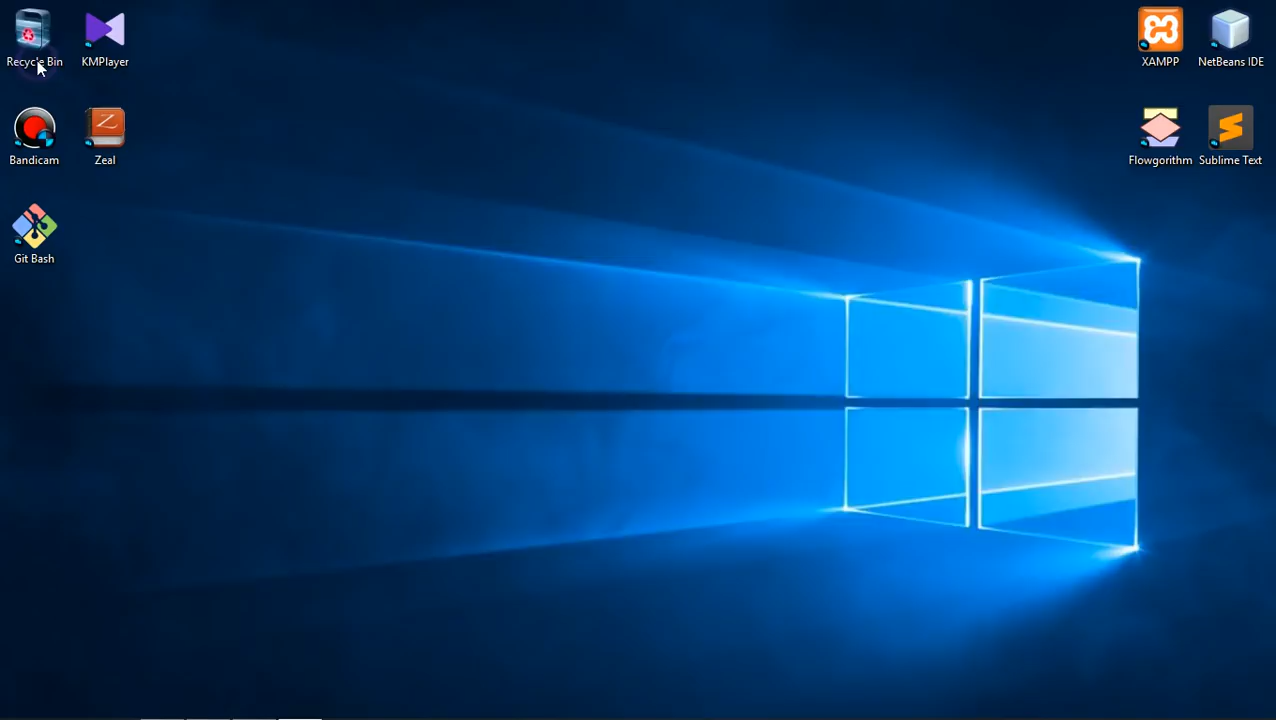 Recycle Bin
KMPlayer
XAMPP
NetBeans IDE
Bandicam
Zeal
Z
Flowgorithm
Sublime Text
Git Bash